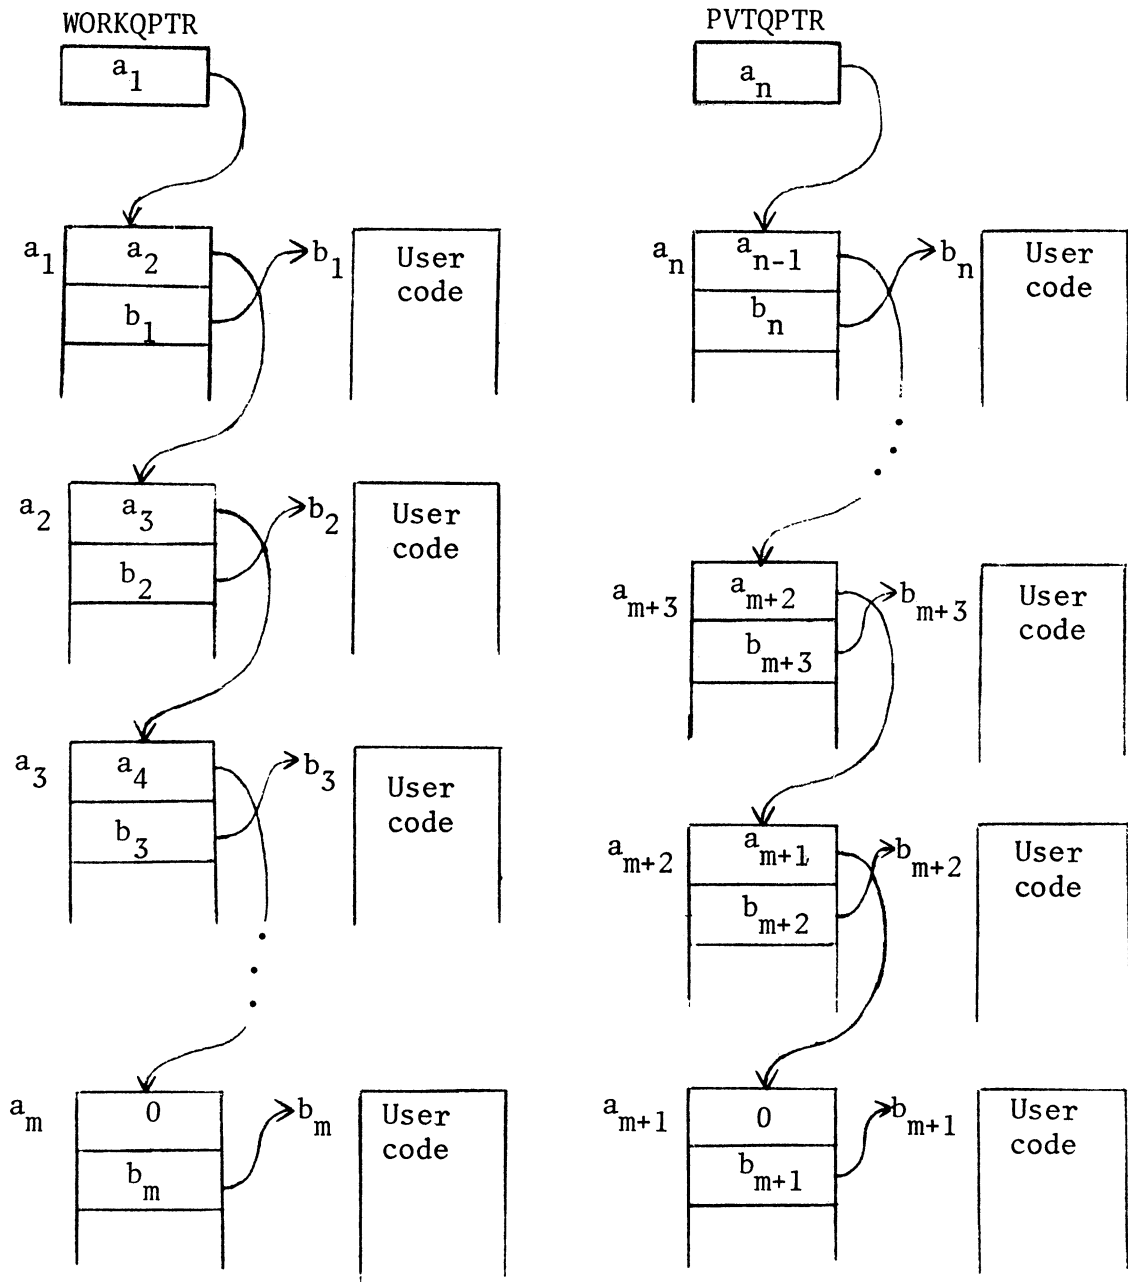 WORKQPTR
a1
a1
a2
b1
b1
User
code
a2
a3
b2
b2
User
code
a3
a4
b3
b3
User
code
am
0
bm
bm
User
code
PVTQPTR
an
an
an-1
bn
bn
User
code
am+3
am+2
bm+3
bm+3
User
code
am+2
am+1
bm+2
bm+2
User
code
am+1
0
bm+1
bm+1
User
code